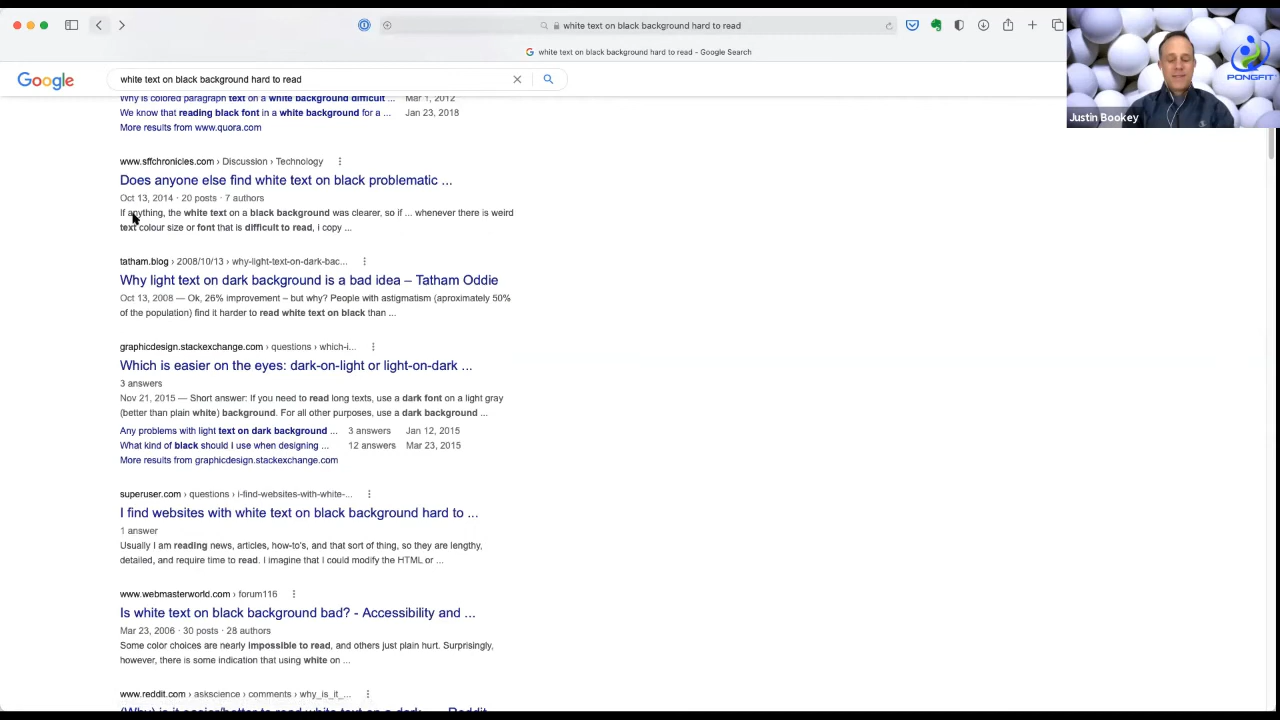 white text on black background hard to read
white text on black background hard to read - Google Search
Google
white text on black background hard to read
PONGFIT
Justin Bookey
Why is colored paragraph text on a white background difficult ... Mar 1, 2012
We know that reading black font in a white background for a ... Jan 23, 2018
More results from www.quora.com
www.sffchronicles.com › Discussion › Technology
Does anyone else find white text on black problematic ...
Oct 13, 2014 · 20 posts · 7 authors
If anything, the white text on a black background was clearer, so if ... whenever there is weird
text colour size or font that is difficult to read, I copy ...
tatham.blog › 2008/10/13 › why-light-text-on-dark-bac...
Why light text on dark background is a bad idea – Tatham Oddie
Oct 13, 2008 — Ok, 26% improvement – but why? People with astigmatism (aproximately 50%
of the population) find it harder to read white text on black than ...
graphicdesign.stackexchange.com › questions › which-i...
Which is easier on the eyes: dark-on-light or light-on-dark ...
3 answers
Nov 21, 2015 — Short answer: If you need to read long texts, use a dark font on a light gray
(better than plain white) background. For all other purposes, use a dark background ...
Any problems with light text on dark background ... 3 answers Jan 12, 2015
What kind of black should I use when designing ... 12 answers Mar 23, 2015
More results from graphicdesign.stackexchange.com
superuser.com › questions › i-find-websites-with-white-...
I find websites with white text on black background hard to ...
1 answer
Usually I am reading news, articles, how-to's, and that sort of thing, so they are lengthy,
detailed, and require time to read. I imagine that I could modify the HTML or ...
www.webmasterworld.com › forum116
Is white text on black background bad? - Accessibility and ...
Mar 23, 2006 · 30 posts · 28 authors
Some color choices are nearly impossible to read, and others just plain hurt. Surprisingly,
however, there is some indication that using white on ...
www.reddit.com › askscience › comments › why_is_it_...
(Why) is it easier/better to read white text on a dark ... - Reddit